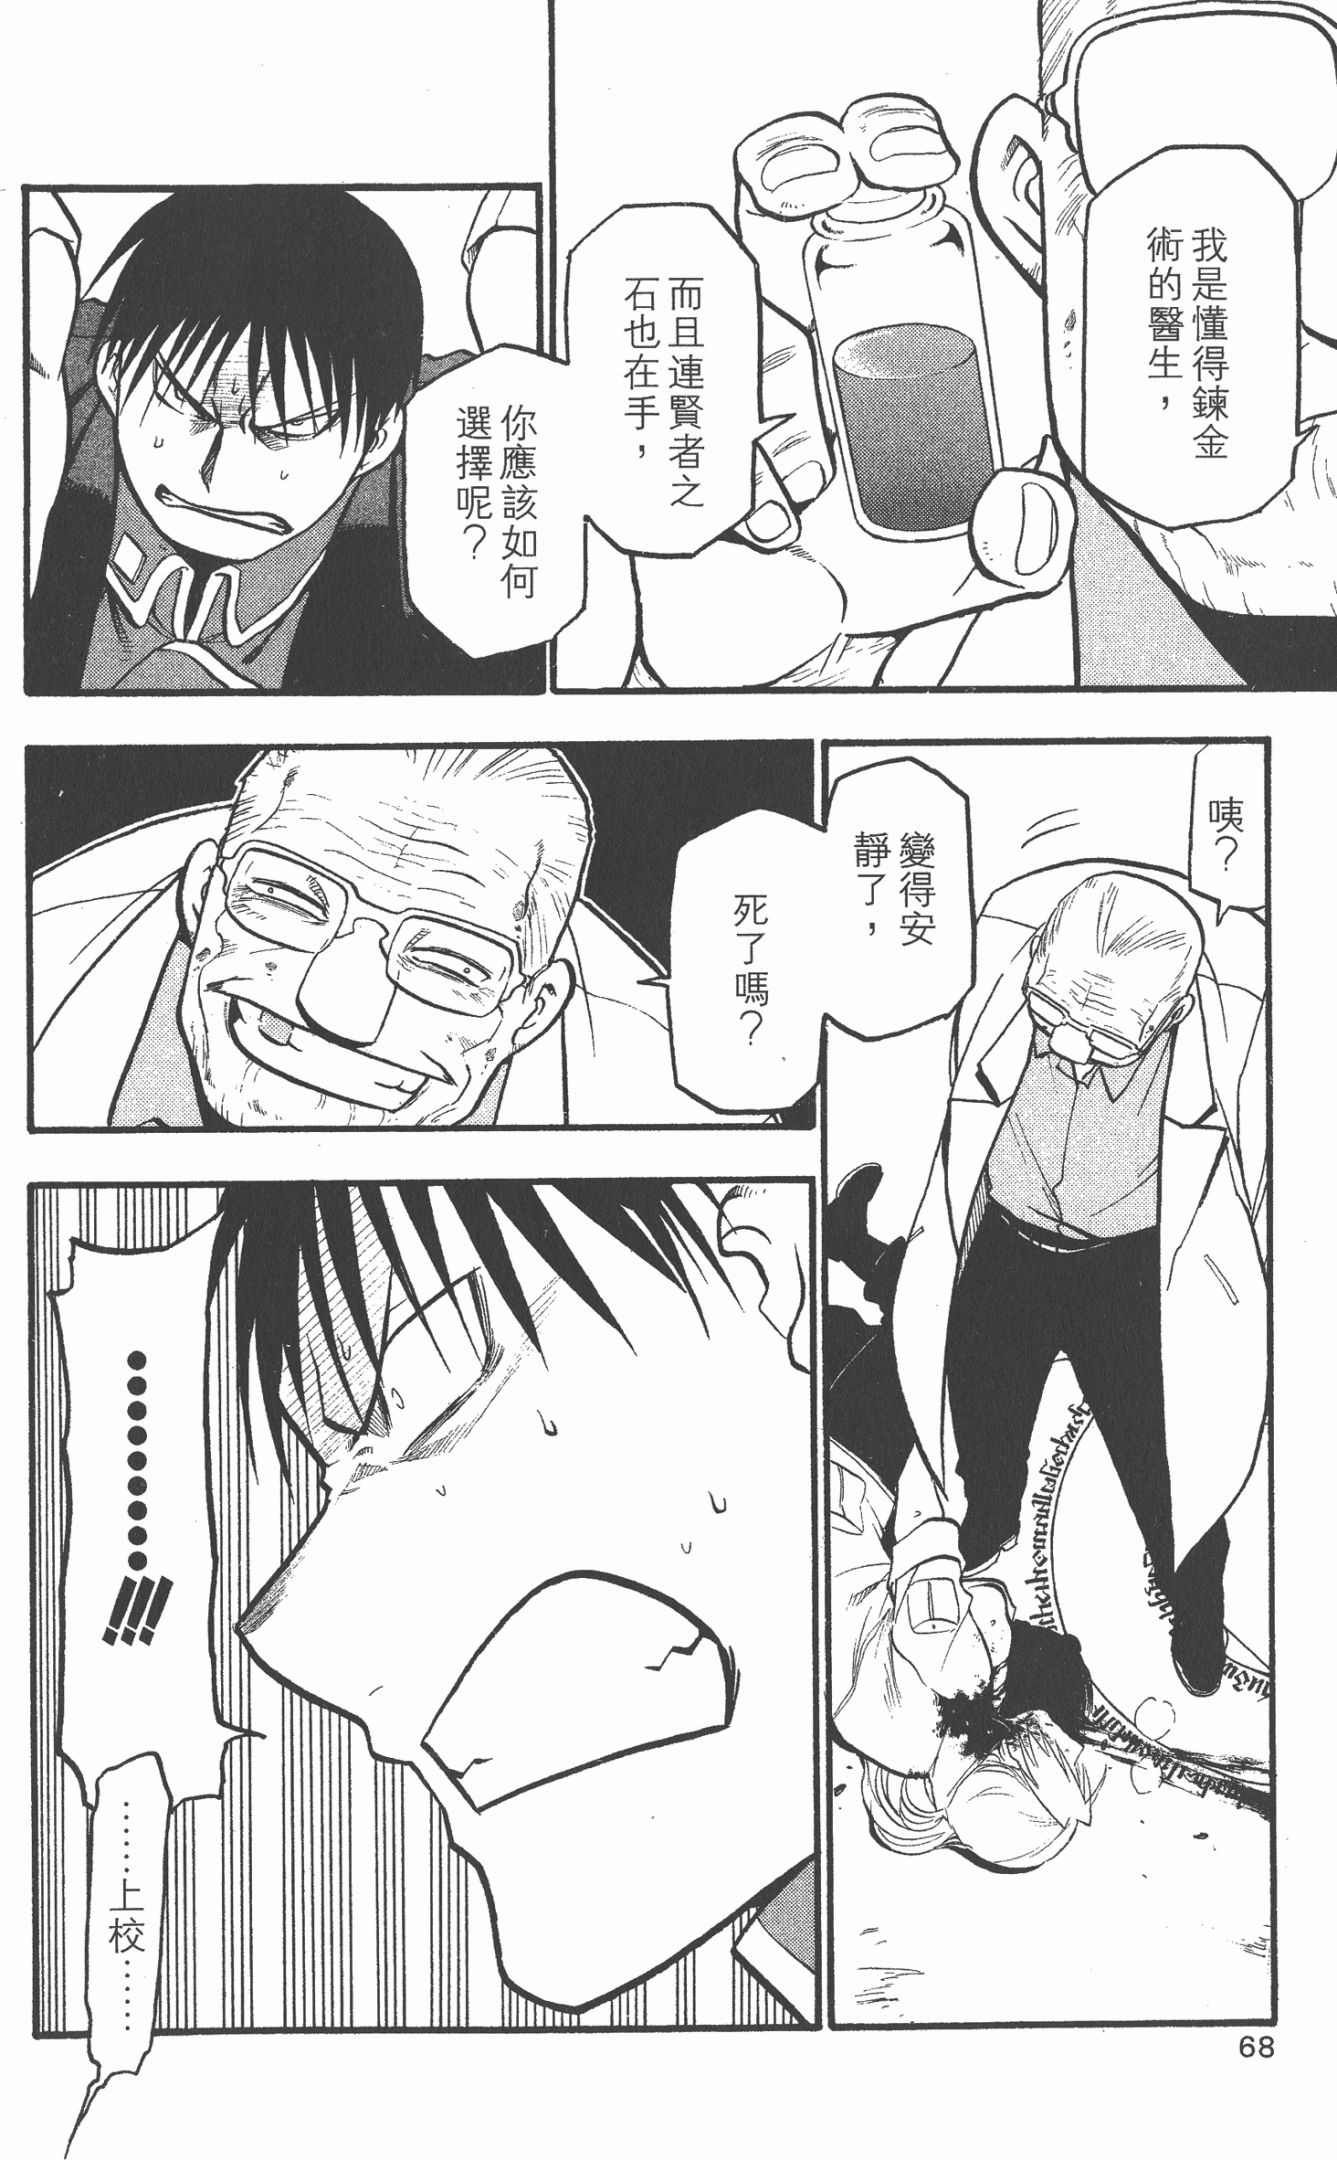 我是懂得鍊金
術的醫生，
而且連賢者之
石也在手，
你應該如何
選擇呢？
咦？
變得安
靜了，
死了嗎？
………!!!
……上校……
68